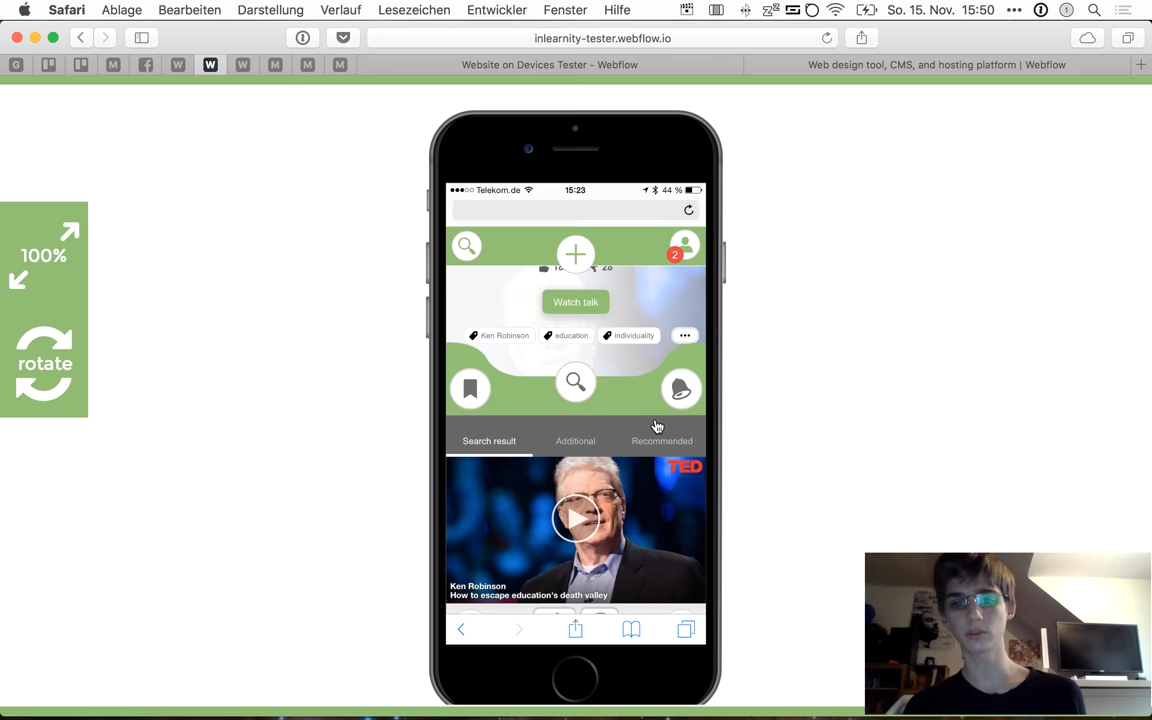 Safari Ablage Bearbeiten Darstellung Verlauf Lesezeichen Entwickler Fenster Hilfe So. 15. Nov. 15:50
inlearnity-tester.webflow.io
Website on Devices Tester - Webflow Web design tool, CMS, and hosting platform | Webflow
100%
rotate
Telekom.de 15:23 44 %
2
28
Watch talk
Ken Robinson education individuality
Search result Additional Recommended
TED
Ken Robinson
How to escape education's death valley